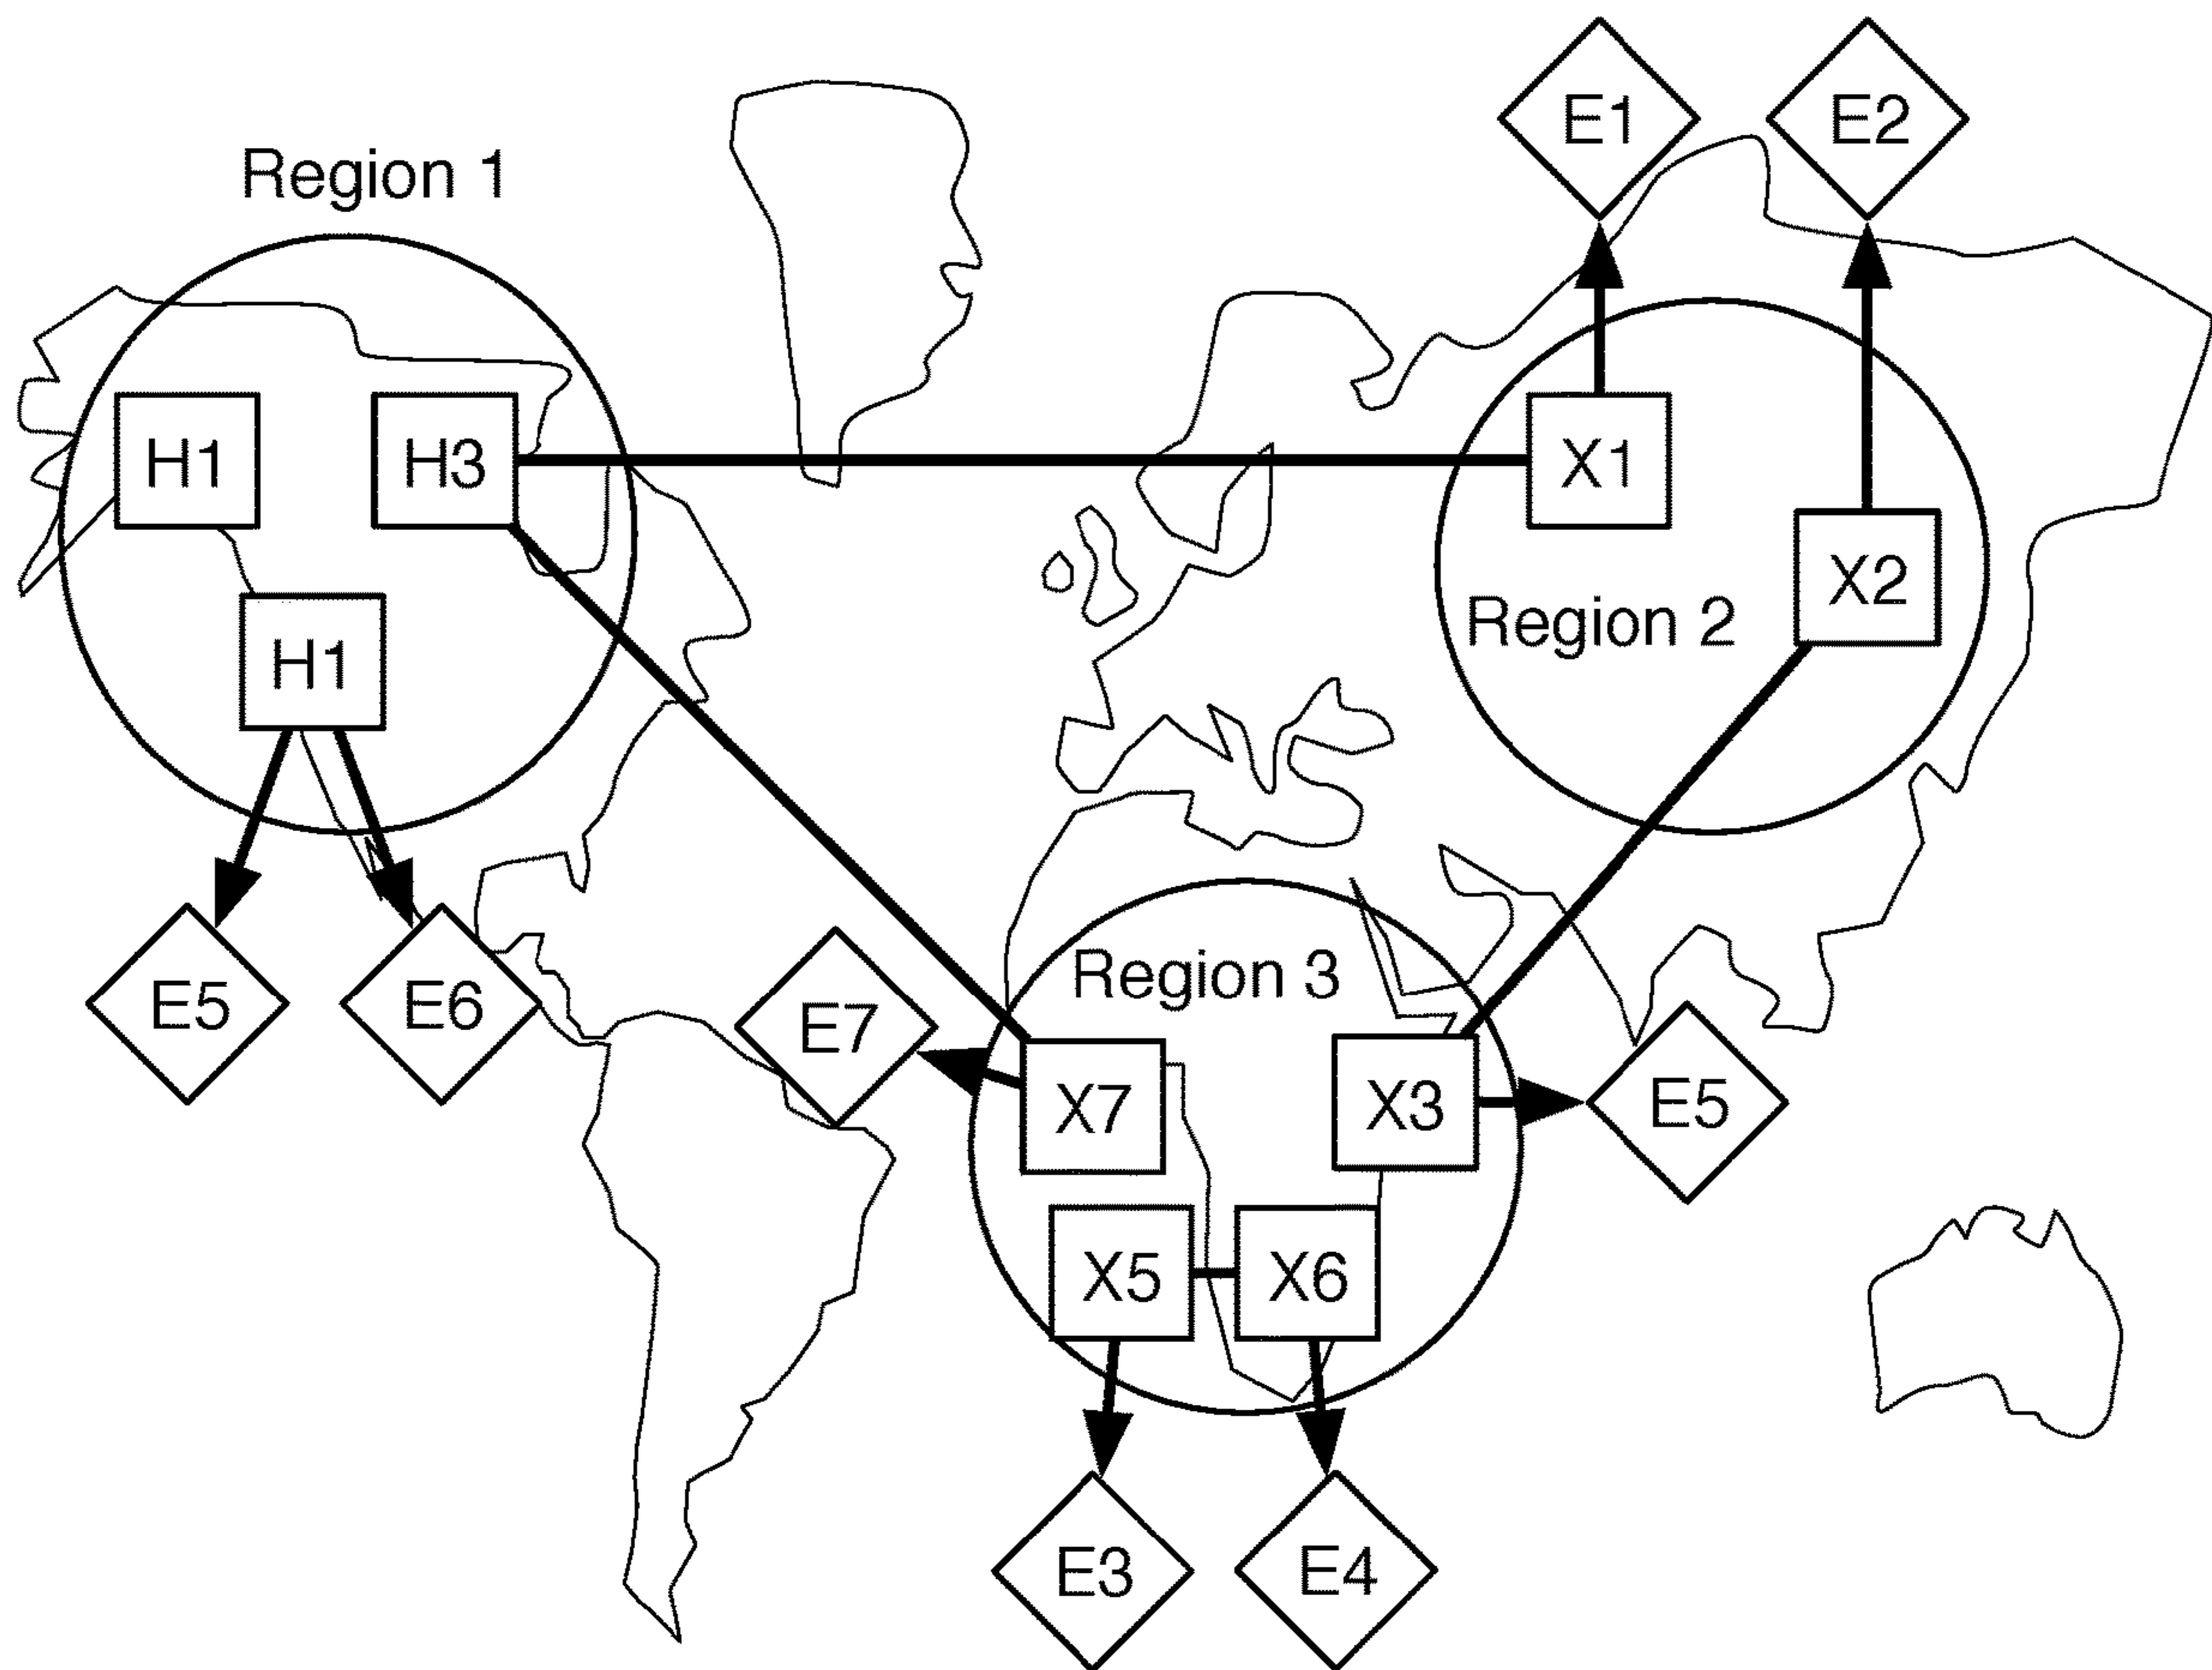 E1
E2
Region 1
H1
H3
X1
X2
Region 2
H1
Region 3
E5
E6
E7
X7
X3
E5
X5
X6
E3
E4